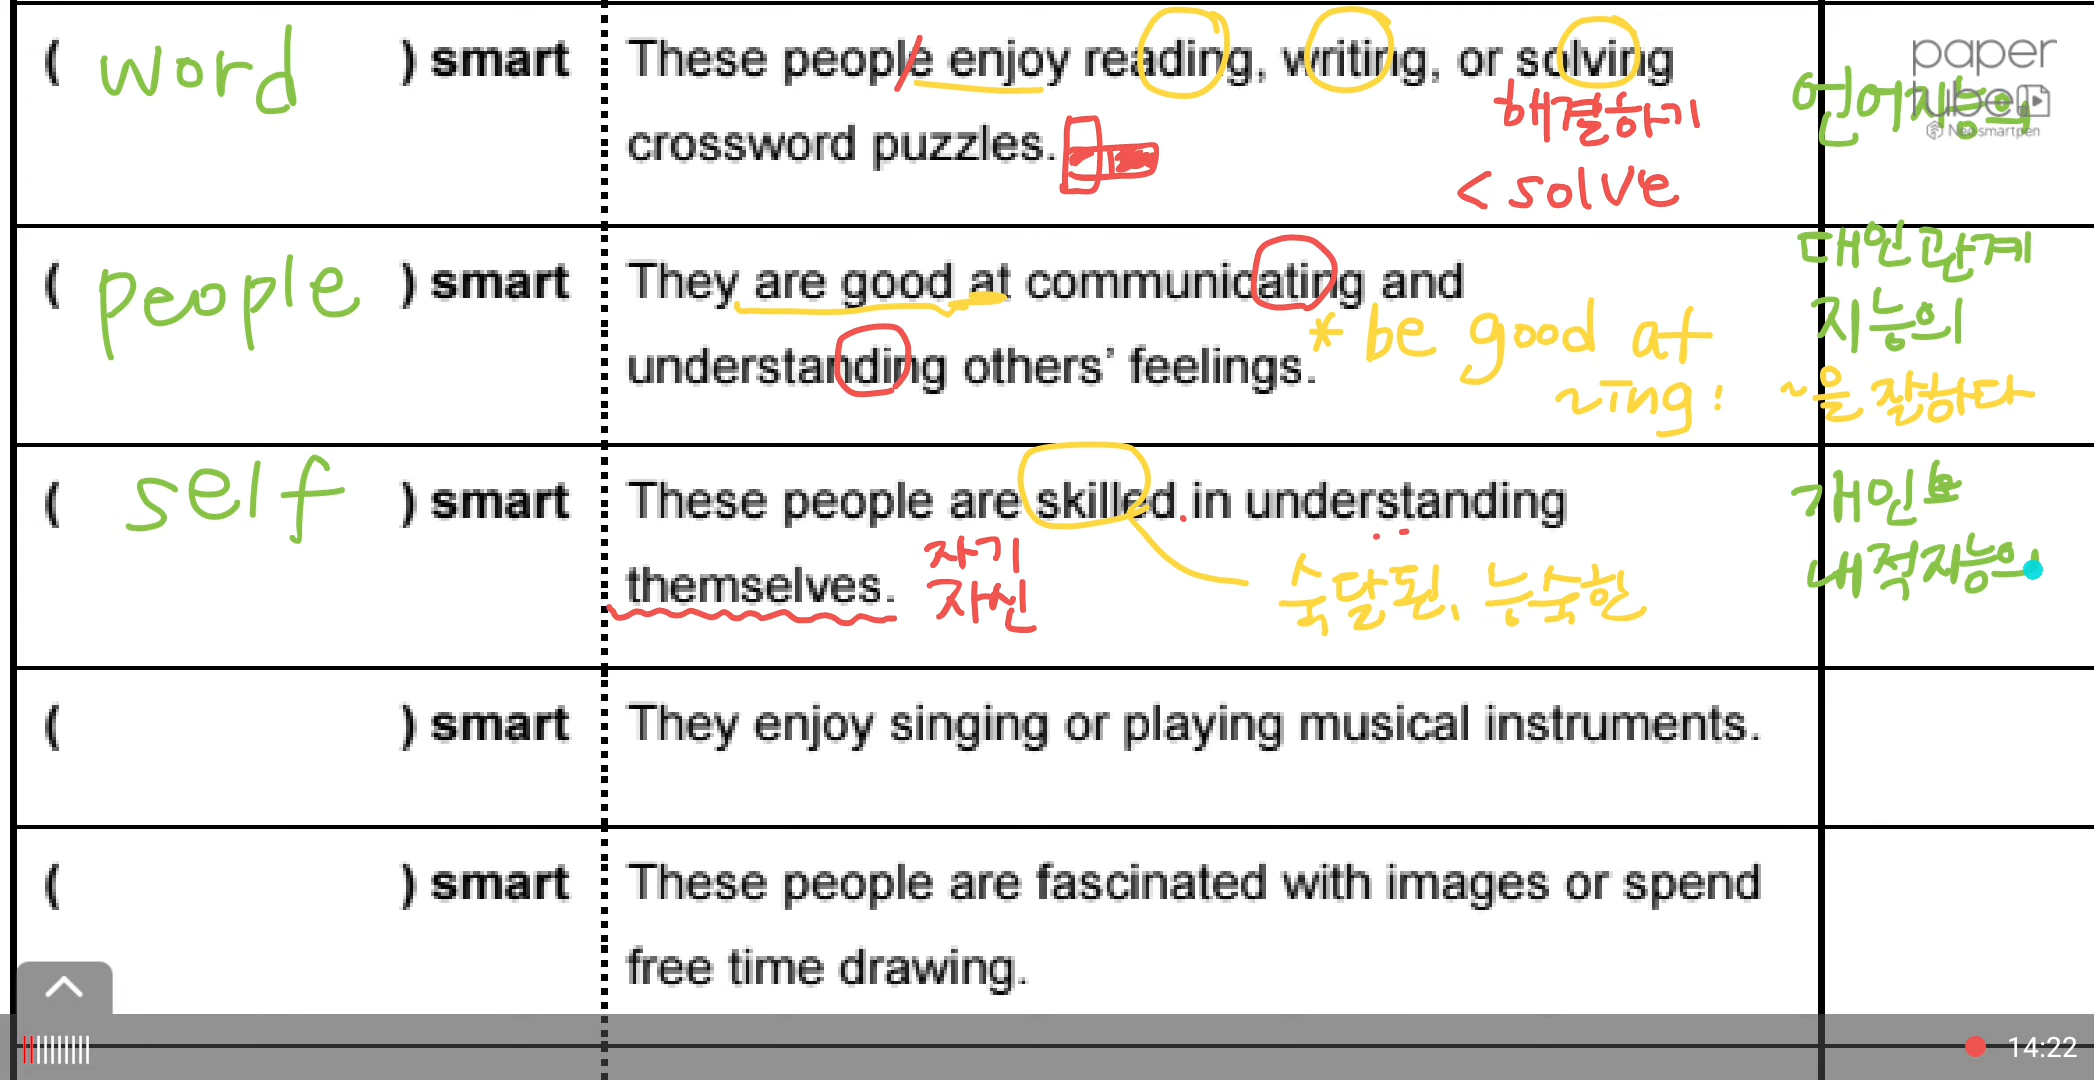 ( word ) smart These people enjoy reading, writing, or solving
해결하기
언어지능의
paper
tube
Neo smartpen
crossword puzzles.
< solve
( people ) smart They are good at communicating and
대인관계
지능의
understanding others’ feelings.
* be good at
~ing : ~을 잘하다
( self ) smart These people are skilled in understanding
개인
내적지능의
themselves.
자기
자신
숙달된, 능숙한
( ) smart They enjoy singing or playing musical instruments.
( ) smart These people are fascinated with images or spend
free time drawing.
14:22